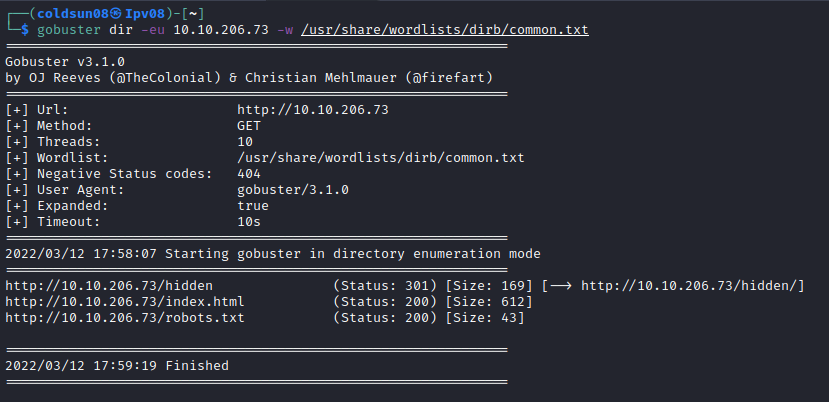 ┌──(coldsun08㉿Ipv08)-[~]
└─$ gobuster dir -eu 10.10.206.73 -w /usr/share/wordlists/dirb/common.txt
===============================================================
Gobuster v3.1.0
by OJ Reeves (@TheColonial) & Christian Mehlmauer (@firefart)
===============================================================
[+] Url:                     http://10.10.206.73
[+] Method:                  GET
[+] Threads:                 10
[+] Wordlist:                /usr/share/wordlists/dirb/common.txt
[+] Negative Status codes:   404
[+] User Agent:              gobuster/3.1.0
[+] Expanded:                true
[+] Timeout:                 10s
===============================================================
2022/03/12 17:58:07 Starting gobuster in directory enumeration mode
===============================================================
http://10.10.206.73/hidden               (Status: 301) [Size: 169] [--> http://10.10.206.73/hidden/]
http://10.10.206.73/index.html           (Status: 200) [Size: 612]
http://10.10.206.73/robots.txt           (Status: 200) [Size: 43]
===============================================================
2022/03/12 17:59:19 Finished
===============================================================